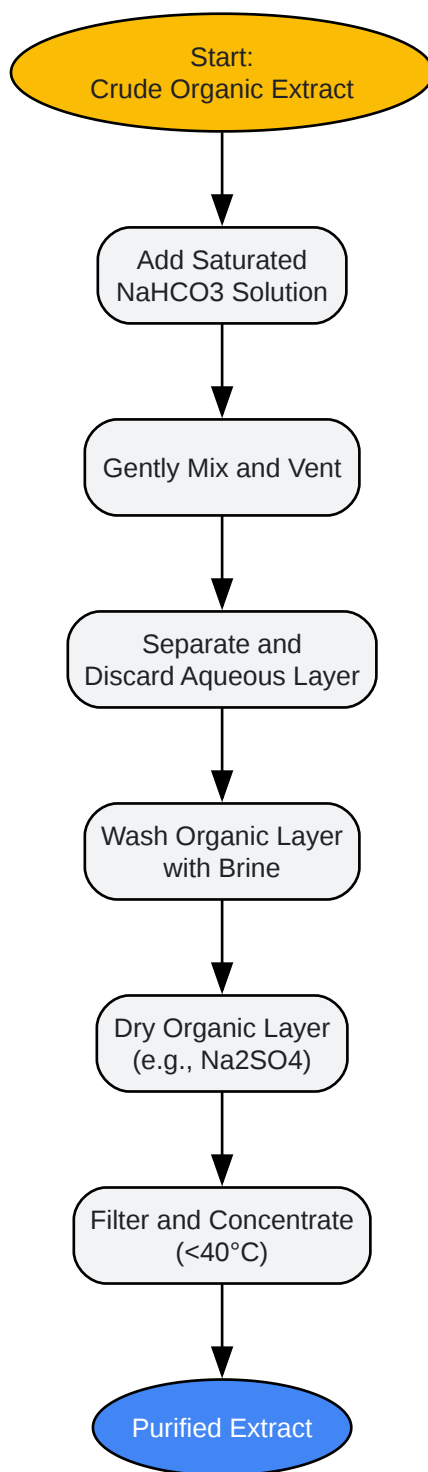 Start:
Crude Organic Extract
Add Saturated
NaHCO3 Solution
Gently Mix and Vent
Separate and
Discard Aqueous Layer
Wash Organic Layer
with Brine
Dry Organic Layer
(e.g., Na2SO4)
Filter and Concentrate
(<40°C)
Purified Extract